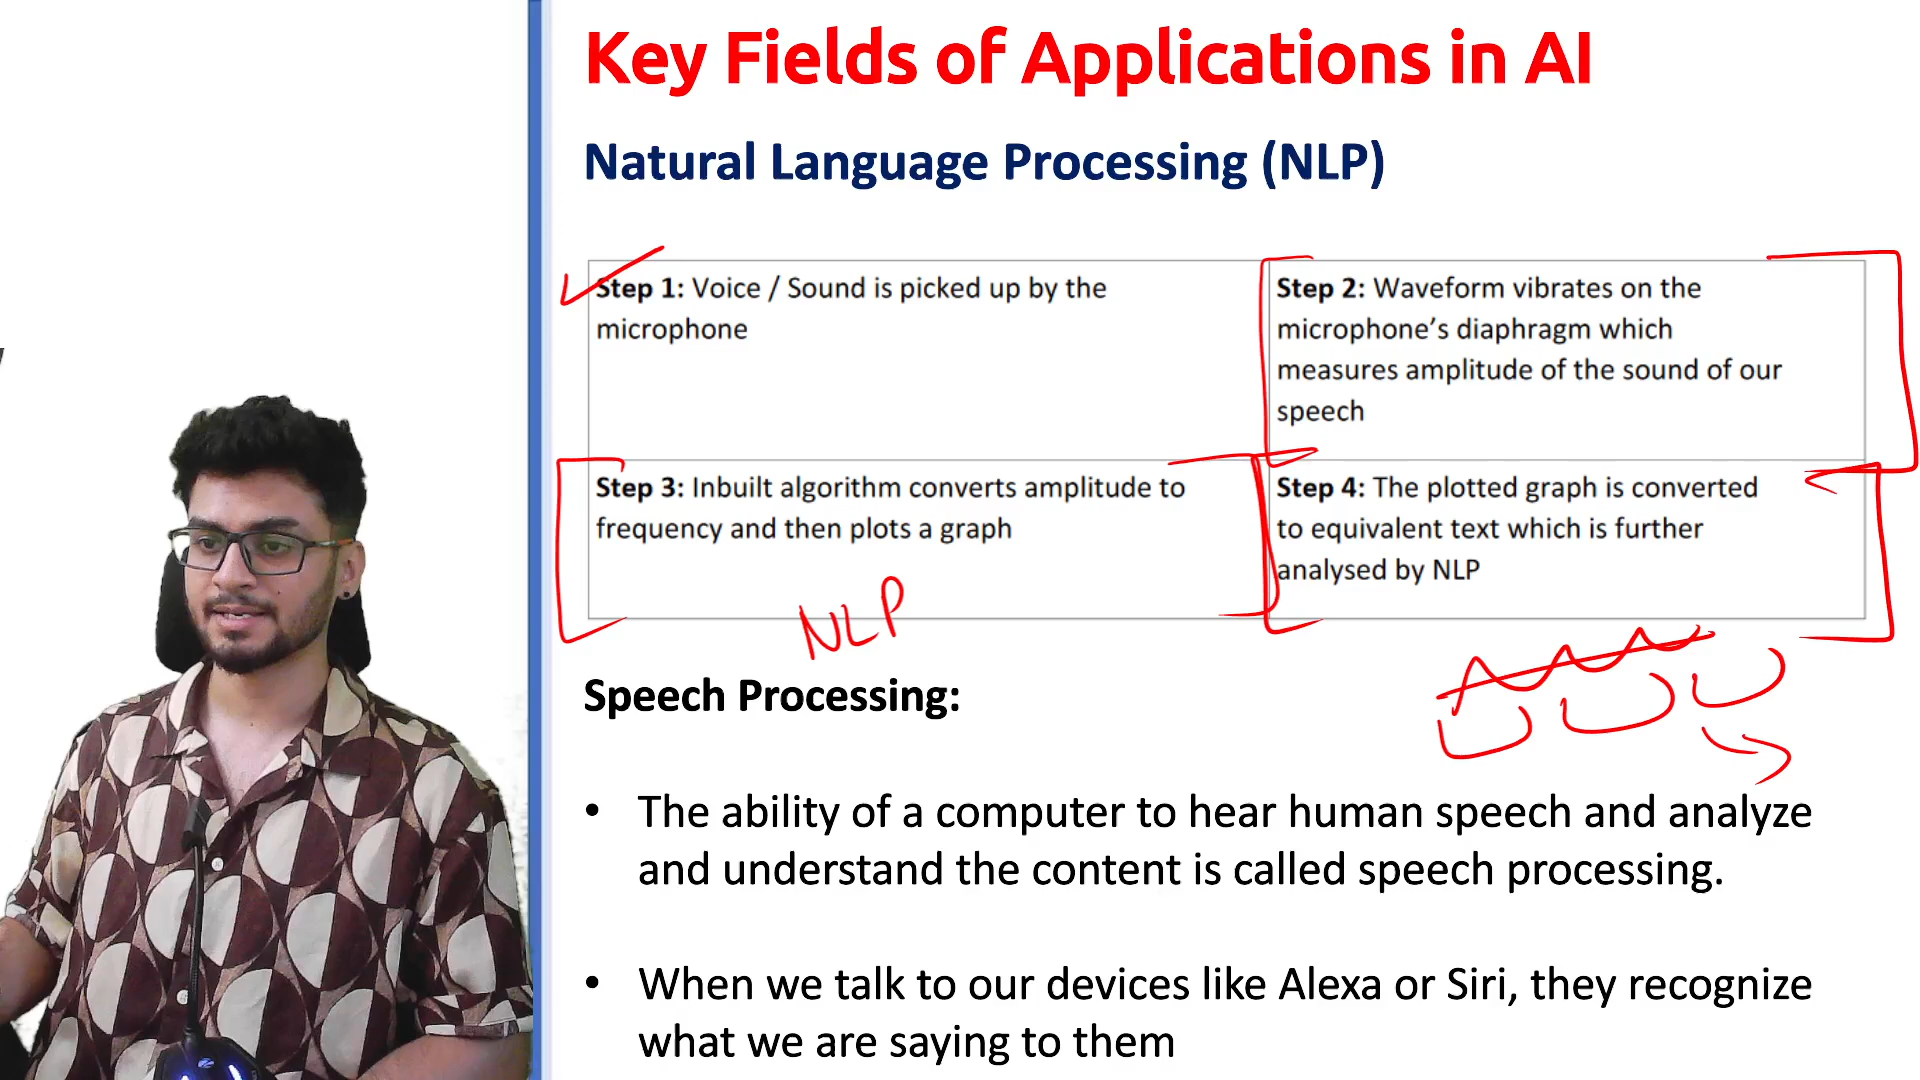 Key Fields of Applications in AI
Natural Language Processing (NLP)
Step 1: Voice / Sound is picked up by the
microphone
Step 2: Waveform vibrates on the
microphone’s diaphragm which
measures amplitude of the sound of our
speech
Step 3: Inbuilt algorithm converts amplitude to
frequency and then plots a graph
Step 4: The plotted graph is converted
to equivalent text which is further
analysed by NLP
NLP
Speech Processing:
• The ability of a computer to hear human speech and analyze
and understand the content is called speech processing.
• When we talk to our devices like Alexa or Siri, they recognize
what we are saying to them